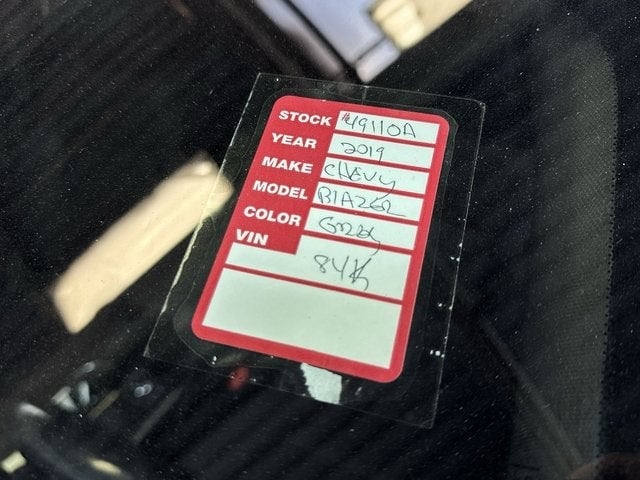 STOCK #49110A
YEAR 2019
MAKE CHEVY
MODEL BLAZER
COLOR GREY
VIN 84K